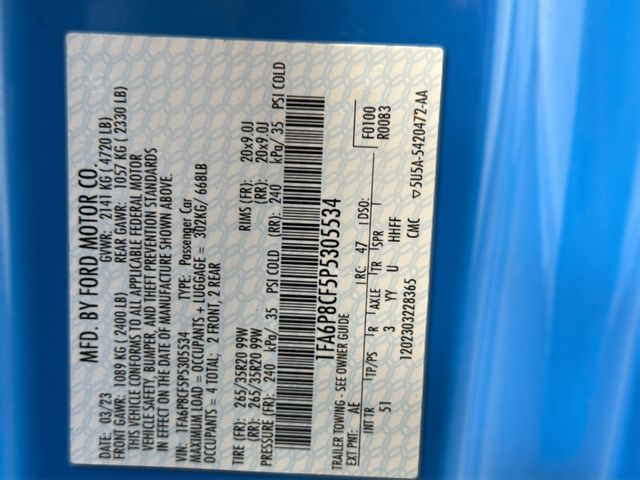 MFD. BY FORD MOTOR CO.
DATE: 03/23 GVWR: 2141 KG ( 4720 LB)
FRONT GAWR: 1089 KG ( 2400 LB) REAR GAWR: 1057 KG ( 2330 LB)
THIS VEHICLE CONFORMS TO ALL APPLICABLE FEDERAL MOTOR
VEHICLE SAFETY, BUMPER, AND THEFT PREVENTION STANDARDS
IN EFFECT ON THE DATE OF MANUFACTURE SHOWN ABOVE.
VIN: 1FA6P8CF5P5305534 TYPE: Passenger Car
MAXIMUM LOAD = OCCUPANTS + LUGGAGE = 302KG/ 668LB
OCCUPANTS = 4 TOTAL; 2 FRONT, 2 REAR
TIRE (FR): 265/35R20 99W RIMS (FR): 20x9.0J
(RR): 265/35R20 99W (RR): 20x9.0J
PRESSURE (FR): 240 kPa/ 35 PSI COLD (RR): 240 kPa/ 35 PSI COLD
1FA6P8CF5P5305534
F0100
R0083
TRAILER TOWING - SEE OWNER GUIDE
EXT PNT: AE RC: 47 DSO:
INT TR TP/PS R AXLE TR SPR
51 3 YY U HHFF
1202303228365 CMC ▽5U5A-5420472-AA